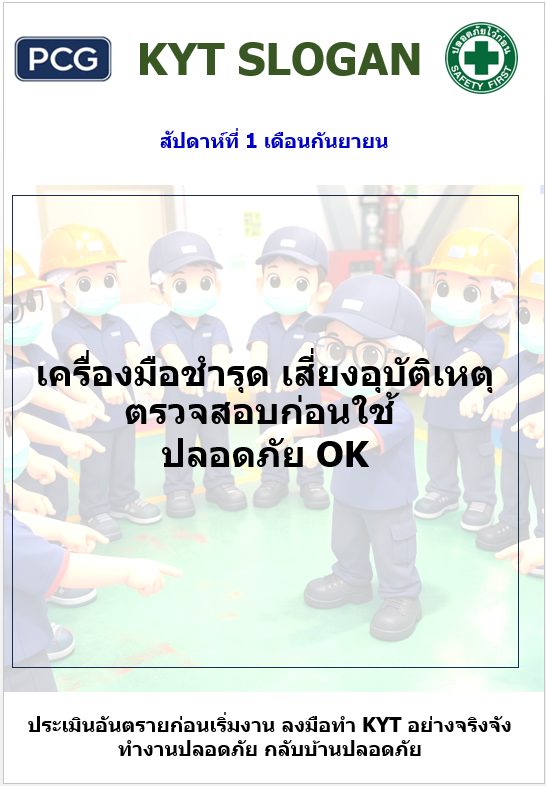 PCG
KYT SLOGAN
ปลอดภัยไว้ก่อน
SAFETY FIRST
สัปดาห์ที่ 1 เดือนกันยายน
เครื่องมือชำรุด เสี่ยงอุบัติเหตุ
ตรวจสอบก่อนใช้
ปลอดภัย OK
ประเมินอันตรายก่อนเริ่มงาน ลงมือทำ KYT อย่างจริงจัง
ทำงานปลอดภัย กลับบ้านปลอดภัย